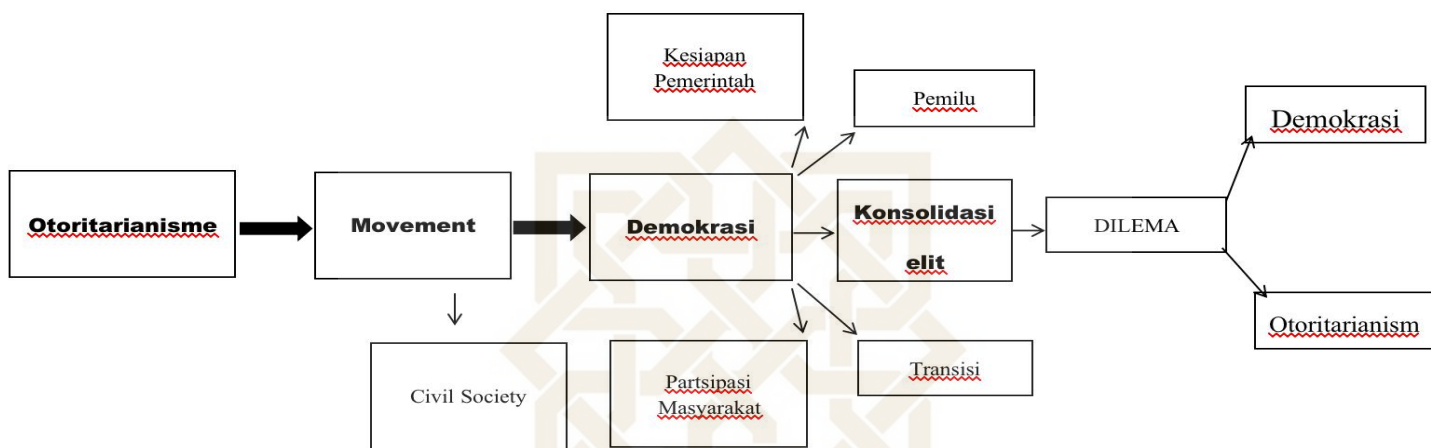 Otoritarianisme
Movement
Civil Society
Demokrasi
Kesiapan
Pemerintah
Pemilu
Konsolidasi
elit
Partsipasi
Masyarakat
Transisi
DILEMA
Demokrasi
Otoritarianism